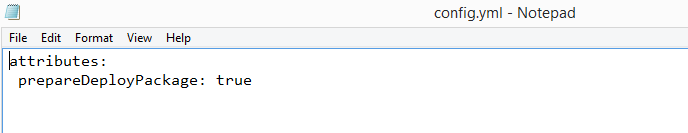 config.yml - Notepad
File Edit Format View Help
attributes:
 prepareDeployPackage: true